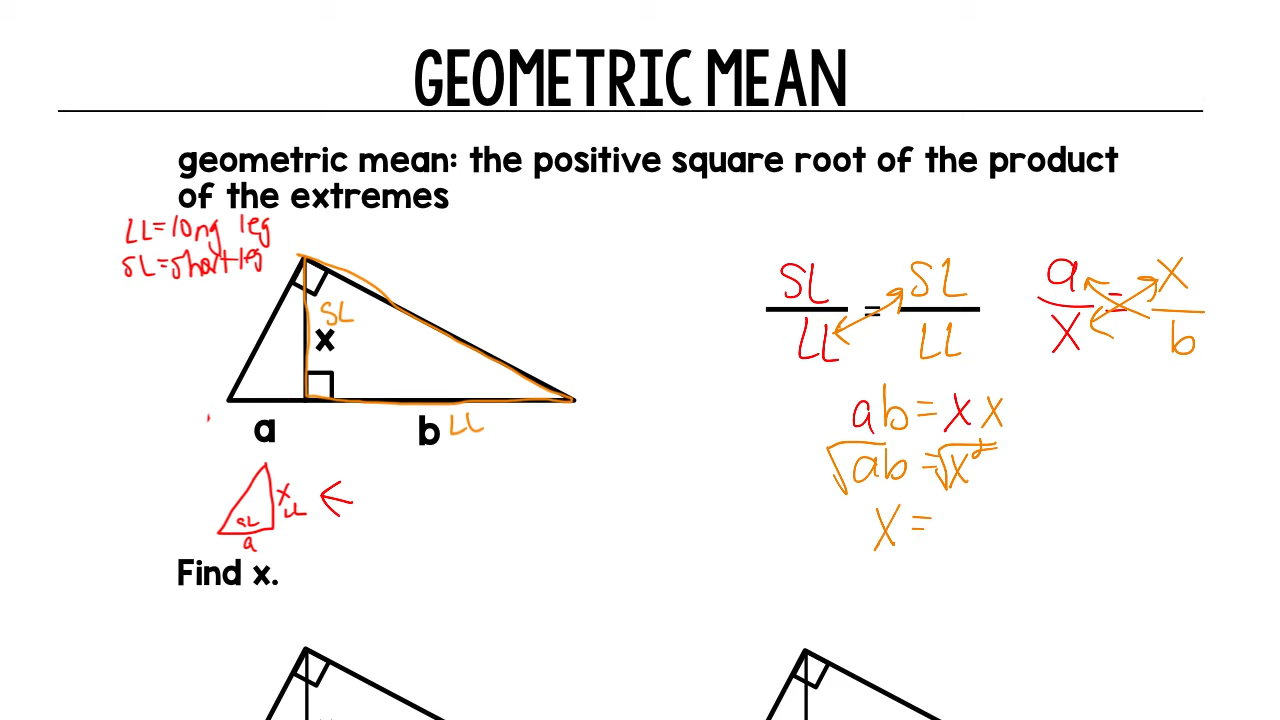 GEOMETRIC MEAN
geometric mean: the positive square root of the product
of the extremes
LL=long leg
SL=short leg
SL
x
a
b LL
x
LL
SL
a
SL/LL = SL/LL
a/x = x/b
ab = x x
√ab = √x²
x =
Find x.